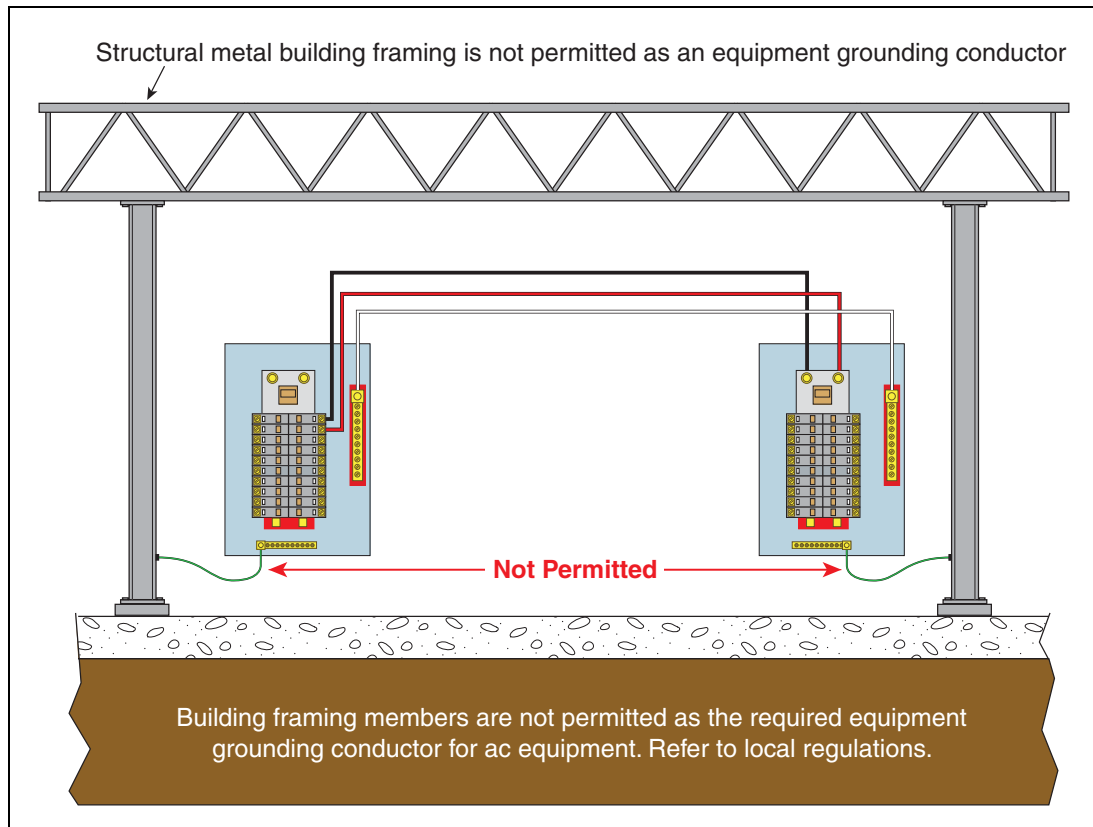 Structural metal building framing is not permitted as an equipment grounding conductor
Not Permitted
Building framing members are not permitted as the required equipment
grounding conductor for ac equipment. Refer to local regulations.